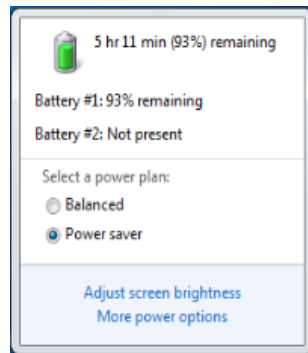 5 hr 11 min (93%) remaining
Battery #1: 93% remaining
Battery #2: Not present
Select a power plan:
Balanced
Power saver
Adjust screen brightness
More power options